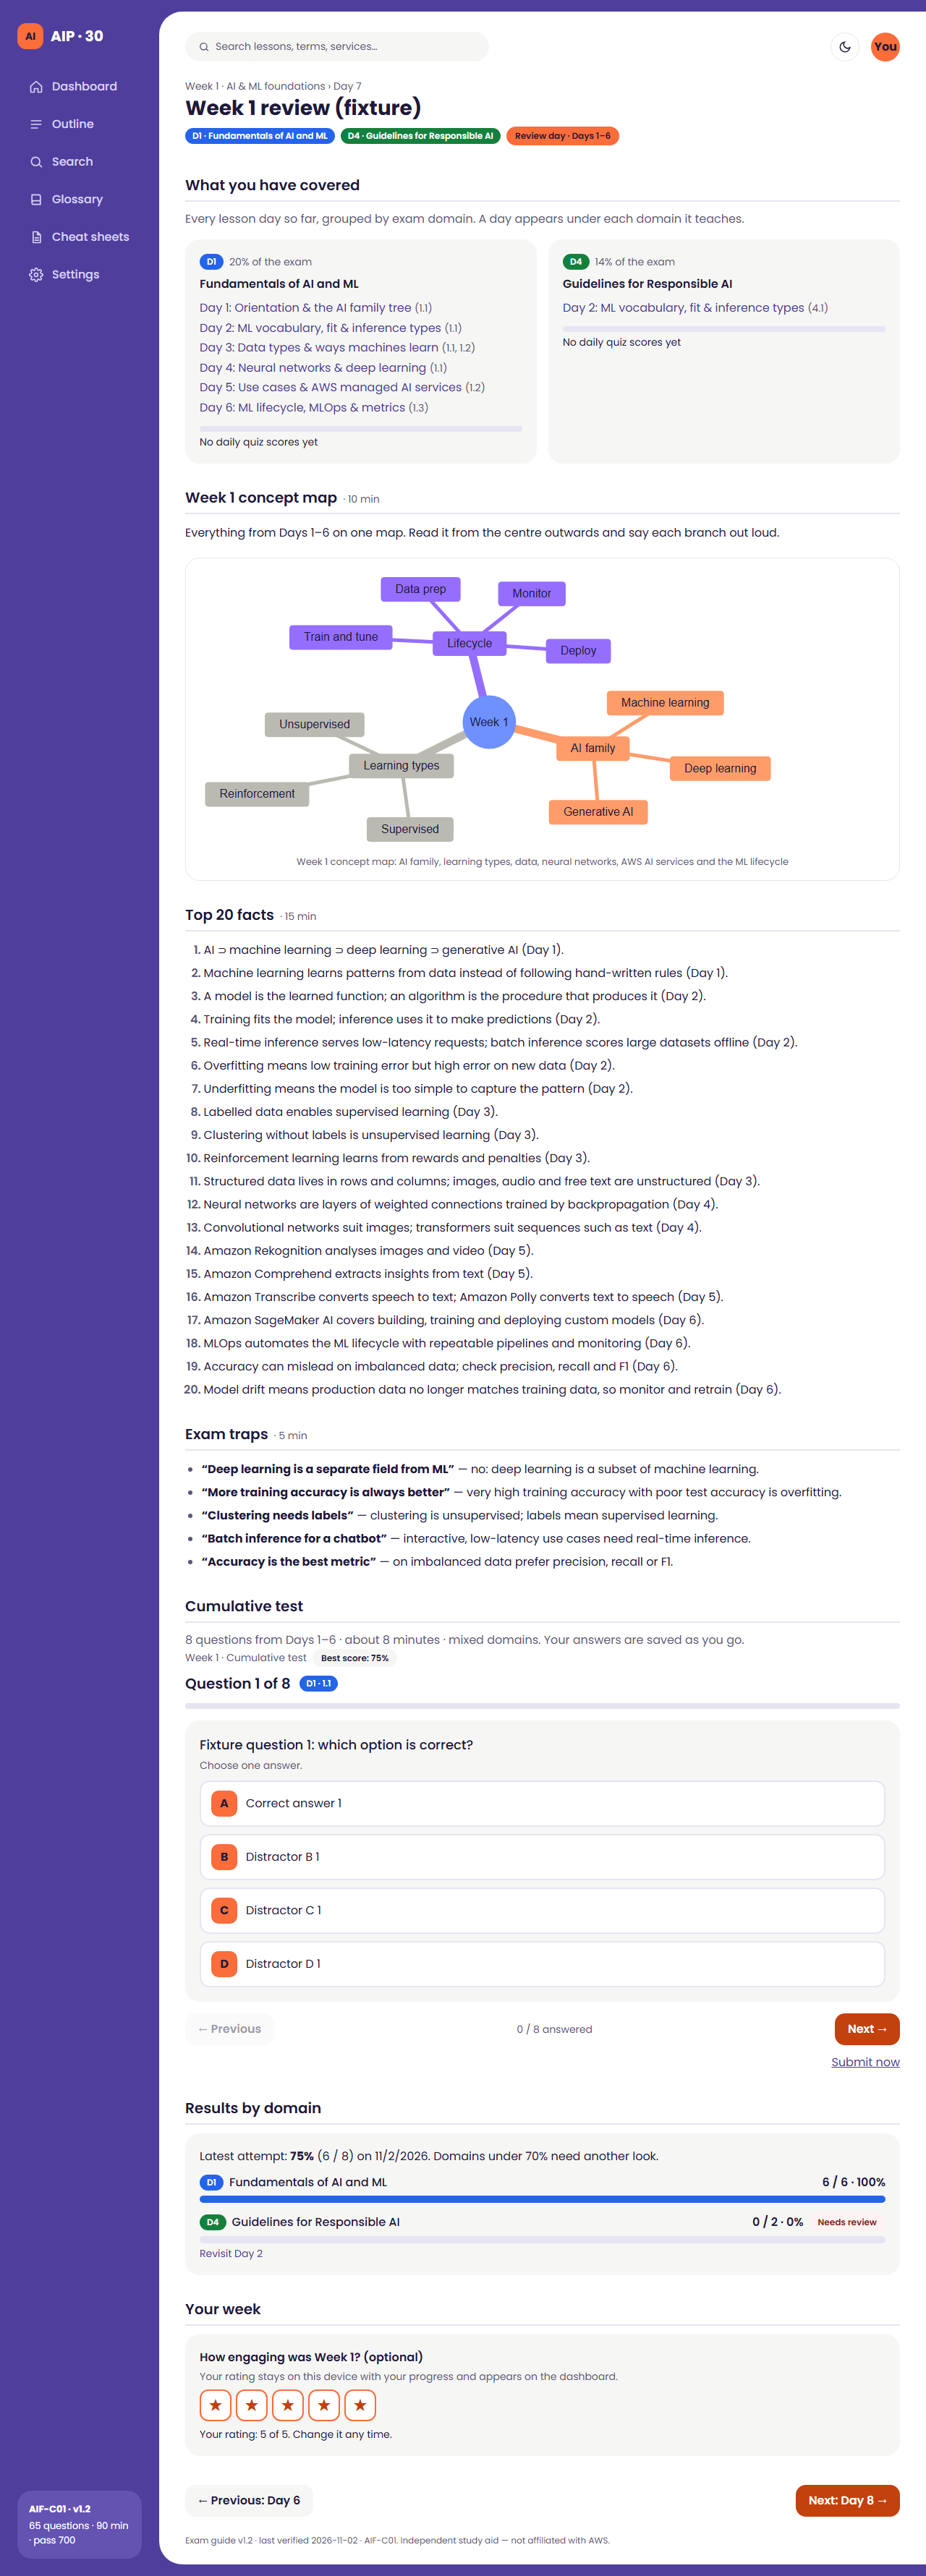 AI AIP · 30
Dashboard
Outline
Search
Glossary
Cheat sheets
Settings
Search lessons, terms, services...
You
Week 1 · AI & ML foundations › Day 7
Week 1 review (fixture)
D1 · Fundamentals of AI and ML D4 · Guidelines for Responsible AI Review day · Days 1–6
What you have covered
Every lesson day so far, grouped by exam domain. A day appears under each domain it teaches.
D1 20% of the exam
Fundamentals of AI and ML
Day 1: Orientation & the AI family tree (1.1)
Day 2: ML vocabulary, fit & inference types (1.1)
Day 3: Data types & ways machines learn (1.1, 1.2)
Day 4: Neural networks & deep learning (1.1)
Day 5: Use cases & AWS managed AI services (1.2)
Day 6: ML lifecycle, MLOps & metrics (1.3)
No daily quiz scores yet
D4 14% of the exam
Guidelines for Responsible AI
Day 2: ML vocabulary, fit & inference types (4.1)
No daily quiz scores yet
Week 1 concept map · 10 min
Everything from Days 1–6 on one map. Read it from the centre outwards and say each branch out loud.
Data prep
Monitor
Train and tune
Lifecycle
Deploy
Machine learning
Unsupervised
Week 1
AI family
Learning types
Deep learning
Reinforcement
Generative AI
Supervised
Week 1 concept map: AI family, learning types, data, neural networks, AWS AI services and the ML lifecycle
Top 20 facts · 15 min
1. AI ⊃ machine learning ⊃ deep learning ⊃ generative AI (Day 1).
2. Machine learning learns patterns from data instead of following hand-written rules (Day 1).
3. A model is the learned function; an algorithm is the procedure that produces it (Day 2).
4. Training fits the model; inference uses it to make predictions (Day 2).
5. Real-time inference serves low-latency requests; batch inference scores large datasets offline (Day 2).
6. Overfitting means low training error but high error on new data (Day 2).
7. Underfitting means the model is too simple to capture the pattern (Day 2).
8. Labelled data enables supervised learning (Day 3).
9. Clustering without labels is unsupervised learning (Day 3).
10. Reinforcement learning learns from rewards and penalties (Day 3).
11. Structured data lives in rows and columns; images, audio and free text are unstructured (Day 3).
12. Neural networks are layers of weighted connections trained by backpropagation (Day 4).
13. Convolutional networks suit images; transformers suit sequences such as text (Day 4).
14. Amazon Rekognition analyses images and video (Day 5).
15. Amazon Comprehend extracts insights from text (Day 5).
16. Amazon Transcribe converts speech to text; Amazon Polly converts text to speech (Day 5).
17. Amazon SageMaker AI covers building, training and deploying custom models (Day 6).
18. MLOps automates the ML lifecycle with repeatable pipelines and monitoring (Day 6).
19. Accuracy can mislead on imbalanced data; check precision, recall and F1 (Day 6).
20. Model drift means production data no longer matches training data, so monitor and retrain (Day 6).
Exam traps · 5 min
• “Deep learning is a separate field from ML” — no: deep learning is a subset of machine learning.
• “More training accuracy is always better” — very high training accuracy with poor test accuracy is overfitting.
• “Clustering needs labels” — clustering is unsupervised; labels mean supervised learning.
• “Batch inference for a chatbot” — interactive, low-latency use cases need real-time inference.
• “Accuracy is the best metric” — on imbalanced data prefer precision, recall or F1.
Cumulative test
8 questions from Days 1–6 · about 8 minutes · mixed domains. Your answers are saved as you go.
Week 1 · Cumulative test Best score: 75%
Question 1 of 8 D1 · 1.1
Fixture question 1: which option is correct?
Choose one answer.
A Correct answer 1
B Distractor B 1
C Distractor C 1
D Distractor D 1
← Previous 0 / 8 answered Next →
Submit now
Results by domain
Latest attempt: 75% (6 / 8) on 11/2/2026. Domains under 70% need another look.
D1 Fundamentals of AI and ML 6 / 6 · 100%
D4 Guidelines for Responsible AI 0 / 2 · 0% Needs review
Revisit Day 2
Your week
How engaging was Week 1? (optional)
Your rating stays on this device with your progress and appears on the dashboard.
★ ★ ★ ★ ★
Your rating: 5 of 5. Change it any time.
← Previous: Day 6 Next: Day 8 →
Exam guide v1.2 · last verified 2026-11-02 · AIF-C01. Independent study aid — not affiliated with AWS.
AIF-C01 · v1.2
65 questions · 90 min
· pass 700